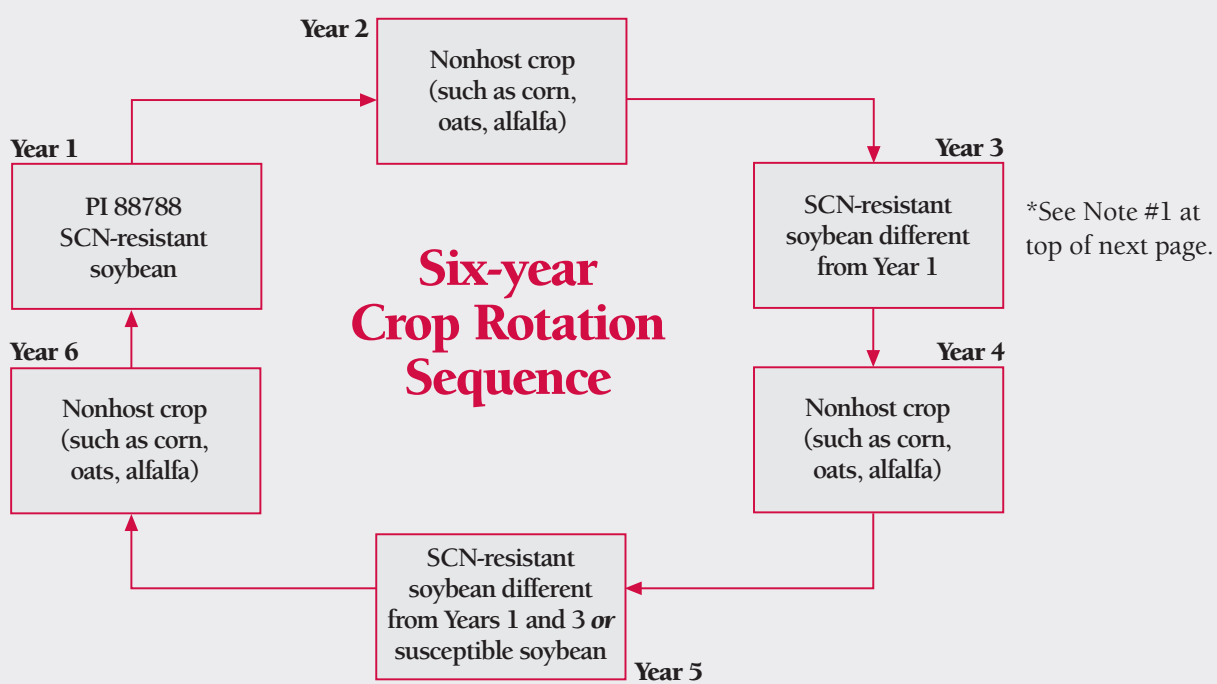 Year 1
PI 88788
SCN-resistant
soybean
Year 2
Nonhost crop
(such as corn,
oats, alfalfa)
Year 3
SCN-resistant
soybean different
from Year 1
*See Note #1 at
top of next page.
Six-year
Crop Rotation
Sequence
Year 4
Nonhost crop
(such as corn,
oats, alfalfa)
SCN-resistant
soybean different
from Years 1 and 3 or
susceptible soybean
Year 5
Year 6
Nonhost crop
(such as corn,
oats, alfalfa)